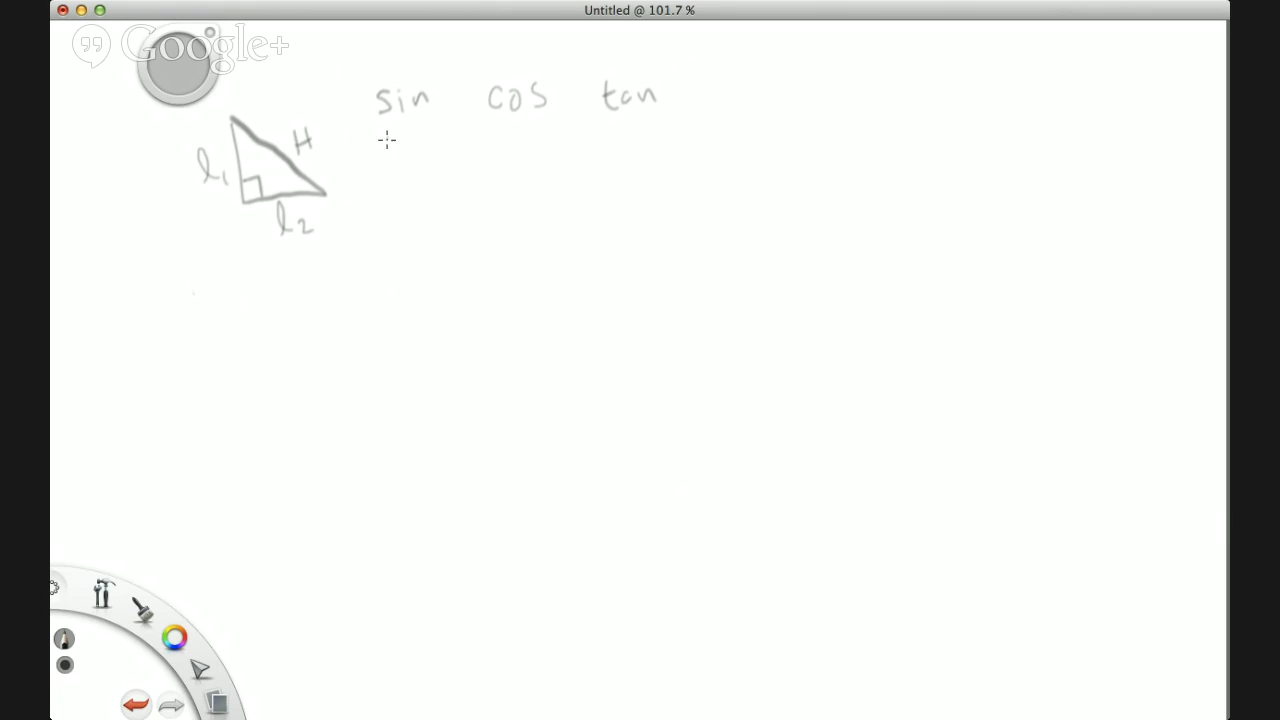 Untitled @ 101.7 %
Google+
sin cos tan
H
l1
l2